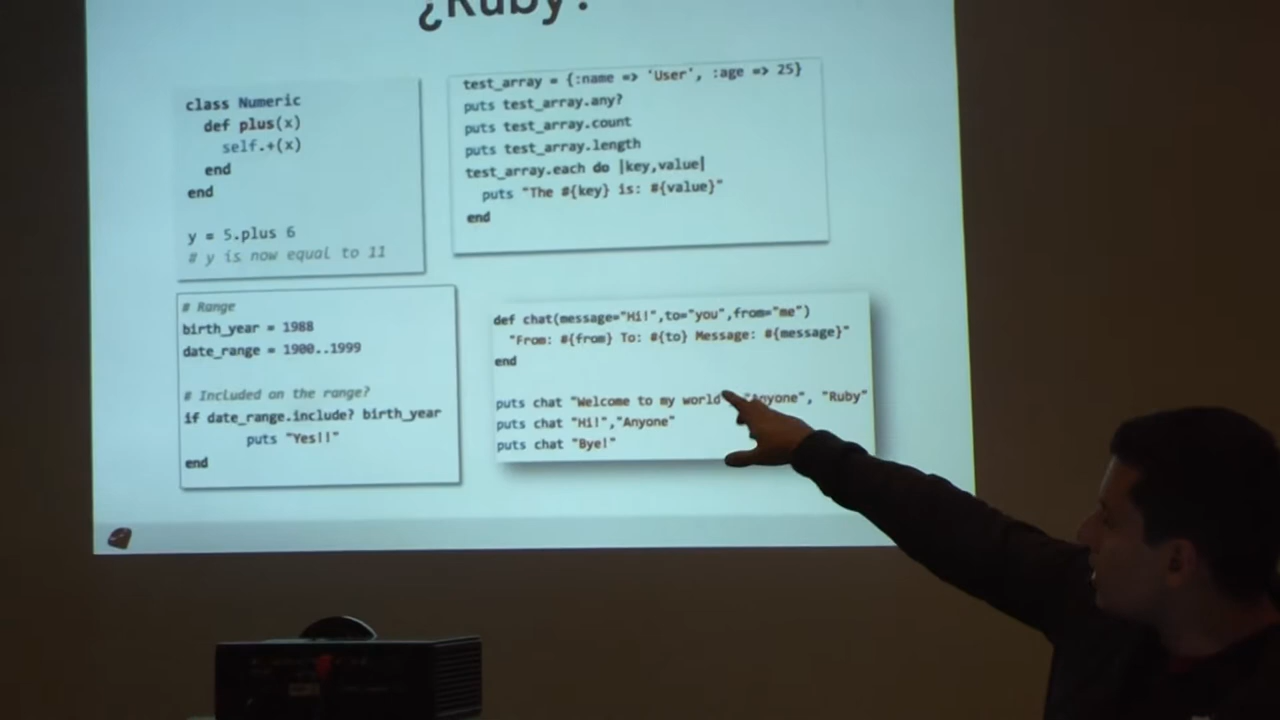 ¿Ruby?
class Numeric
def plus(x)
self.+(x)
end
end
y = 5.plus 6
# y is now equal to 11
test_array = {:name => 'User', :age => 25}
puts test_array.any?
puts test_array.count
puts test_array.length
test_array.each do |key,value|
puts "The #{key} is: #{value}"
end
# Range
birth_year = 1988
date_range = 1900..1999
# Included on the range?
if date_range.include? birth_year
puts "Yes!!"
end
def chat(message="Hi!",to="you",from="me")
"From: #{from} To: #{to} Message: #{message}"
end
puts chat "Welcome to my world "Anyone", "Ruby"
puts chat "Hi!","Anyone"
puts chat "Bye!"